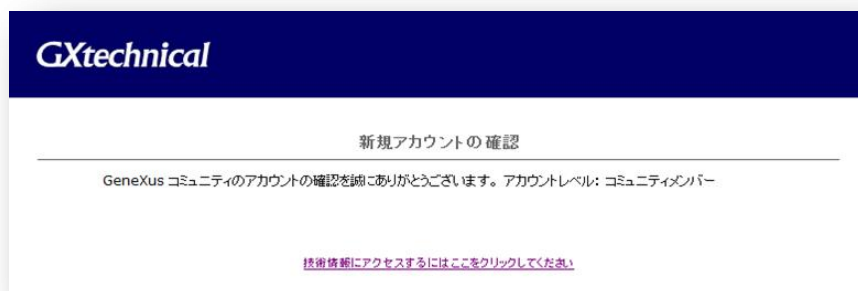 GXtechnical
新規アカウントの確認
GeneXus コミュニティのアカウントの確認を誠にありがとうございます。アカウントレベル: コミュニティメンバー
技術情報にアクセスするにはここをクリックしてください